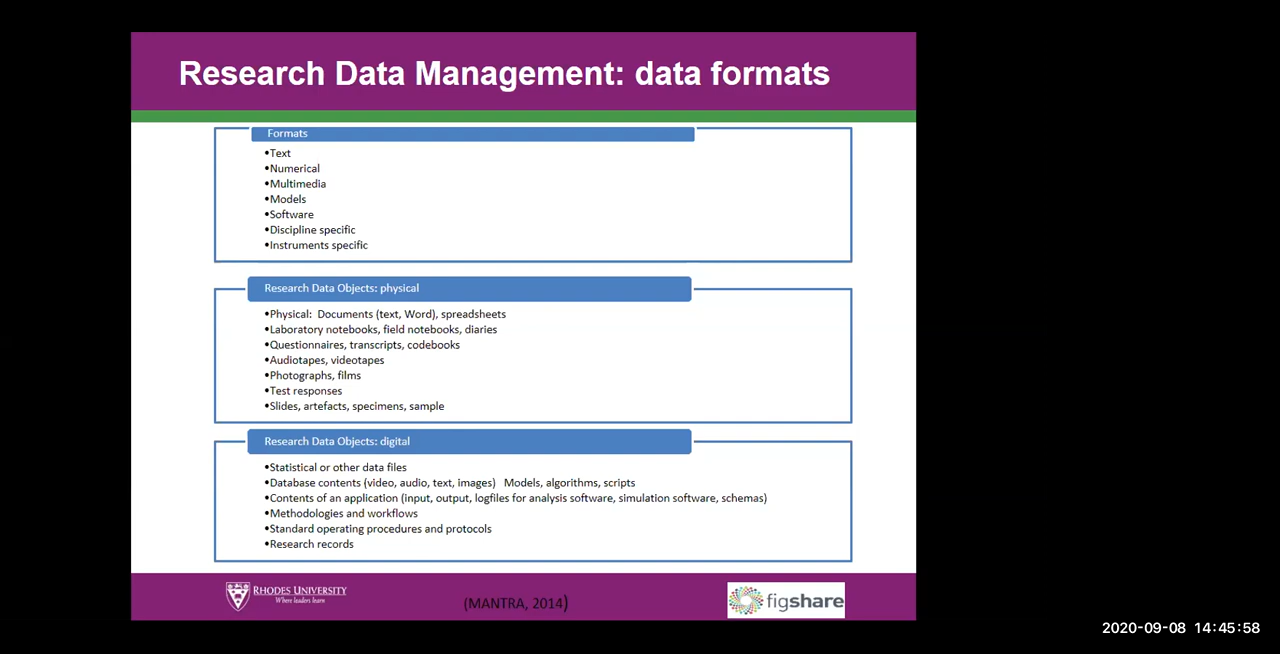 Research Data Management: data formats
Formats
•Text
•Numerical
•Multimedia
•Models
•Software
•Discipline specific
•Instruments specific
Research Data Objects: physical
•Physical:  Documents (text, Word), spreadsheets
•Laboratory notebooks, field notebooks, diaries
•Questionnaires, transcripts, codebooks
•Audiotapes, videotapes
•Photographs, films
•Test responses
•Slides, artefacts, specimens, sample
Research Data Objects: digital
•Statistical or other data files
•Database contents (video, audio, text, images)   Models, algorithms, scripts
•Contents of an application (input, output, logfiles for analysis software, simulation software, schemas)
•Methodologies and workflows
•Standard operating procedures and protocols
•Research records
RHODES UNIVERSITY
Where leaders learn
(MANTRA, 2014)
figshare
2020-09-08 14:45:58